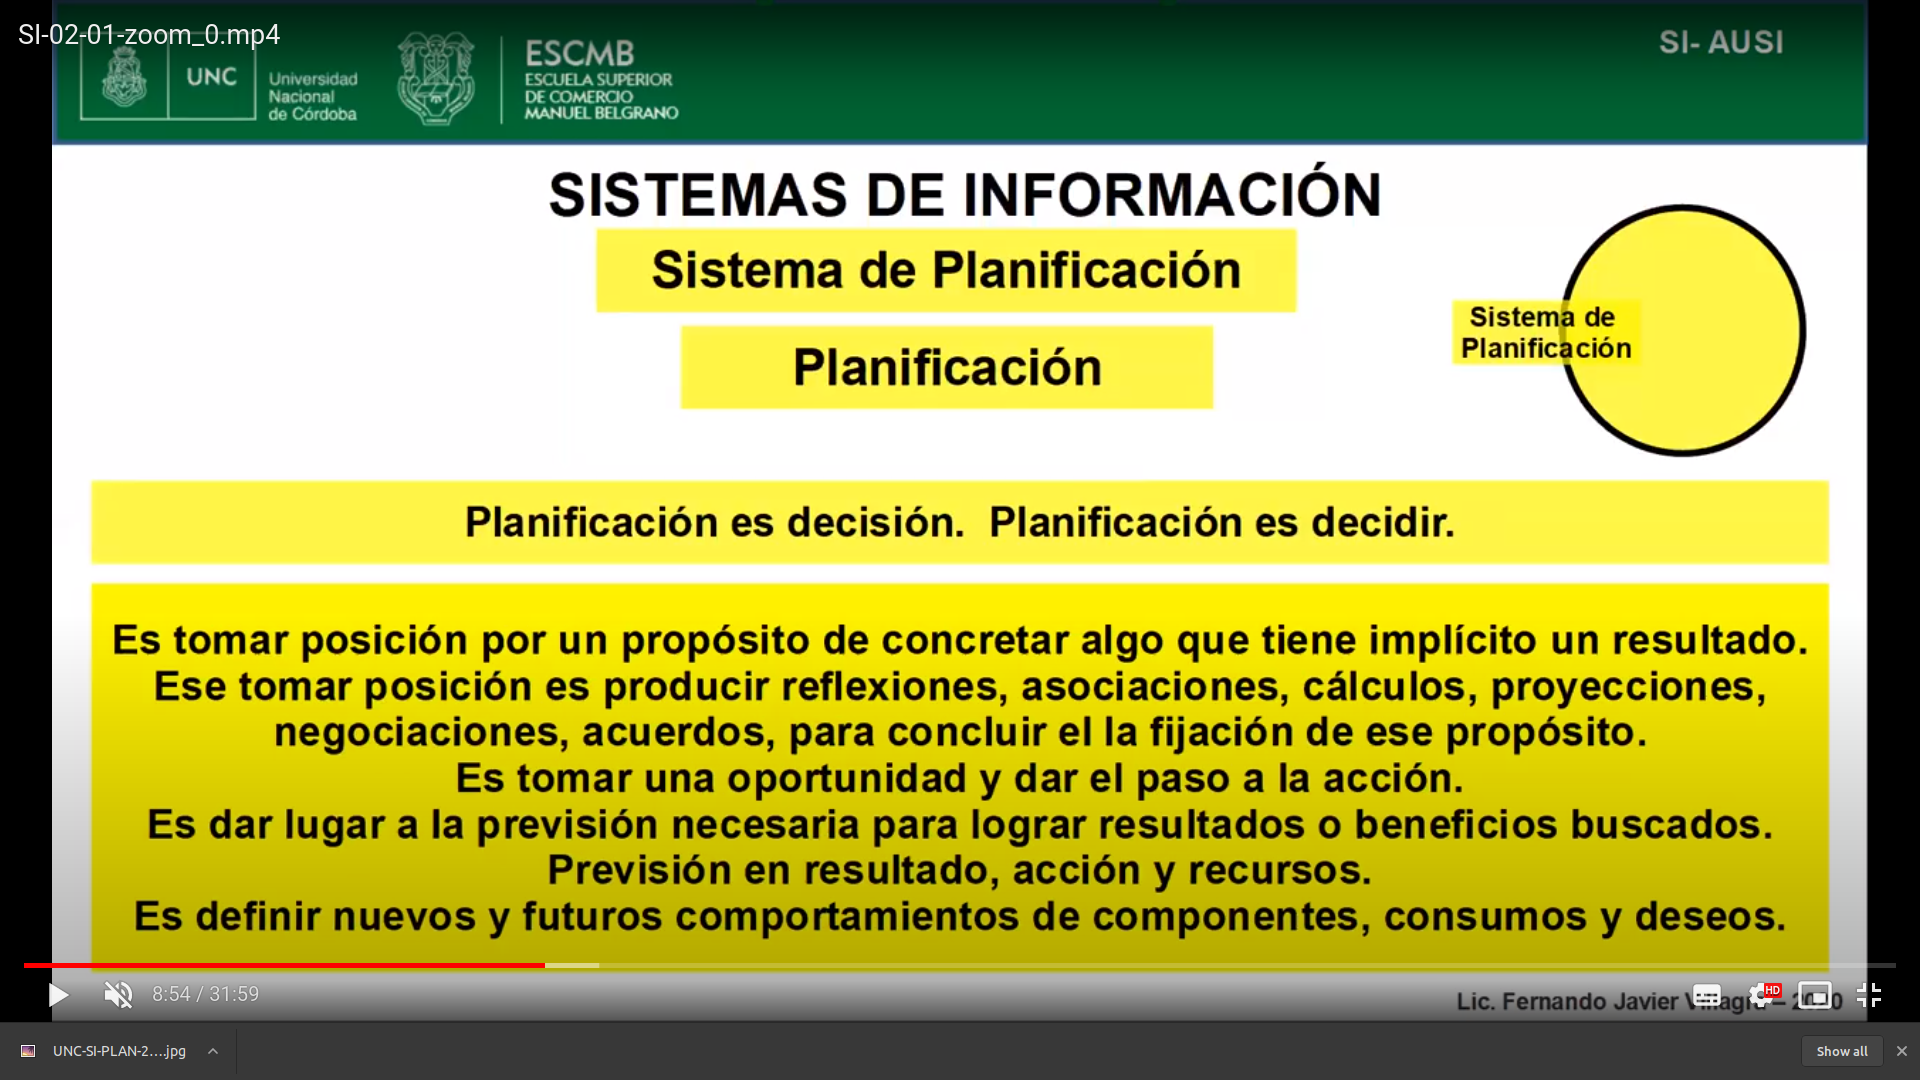 SI-02-01-zoom_0.mp4
UNC
Universidad
Nacional
de Córdoba
ESCMB
ESCUELA SUPERIOR
DE COMERCIO
MANUEL BELGRANO
SI- AUSI
SISTEMAS DE INFORMACIÓN
Sistema de Planificación
Planificación
Sistema de
Planificación
Planificación es decisión.  Planificación es decidir.
Es tomar posición por un propósito de concretar algo que tiene implícito un resultado.
Ese tomar posición es producir reflexiones, asociaciones, cálculos, proyecciones,
negociaciones, acuerdos, para concluir el la fijación de ese propósito.
Es tomar una oportunidad y dar el paso a la acción.
Es dar lugar a la previsión necesaria para lograr resultados o beneficios buscados.
Previsión en resultado, acción y recursos.
Es definir nuevos y futuros comportamientos de componentes, consumos y deseos.
8:54 / 31:59
HD
Lic. Fernando Javier Villagra – 2020
UNC-SI-PLAN-2....jpg
Show all